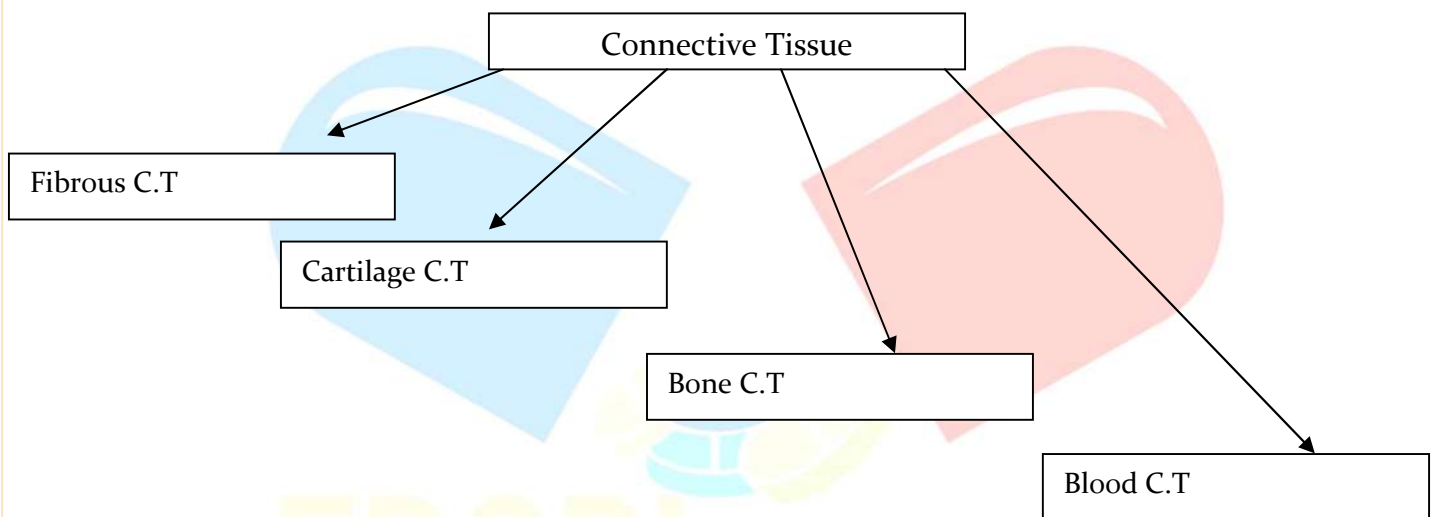 Connective Tissue
Fibrous C.T
Cartilage C.T
Bone C.T
Blood C.T